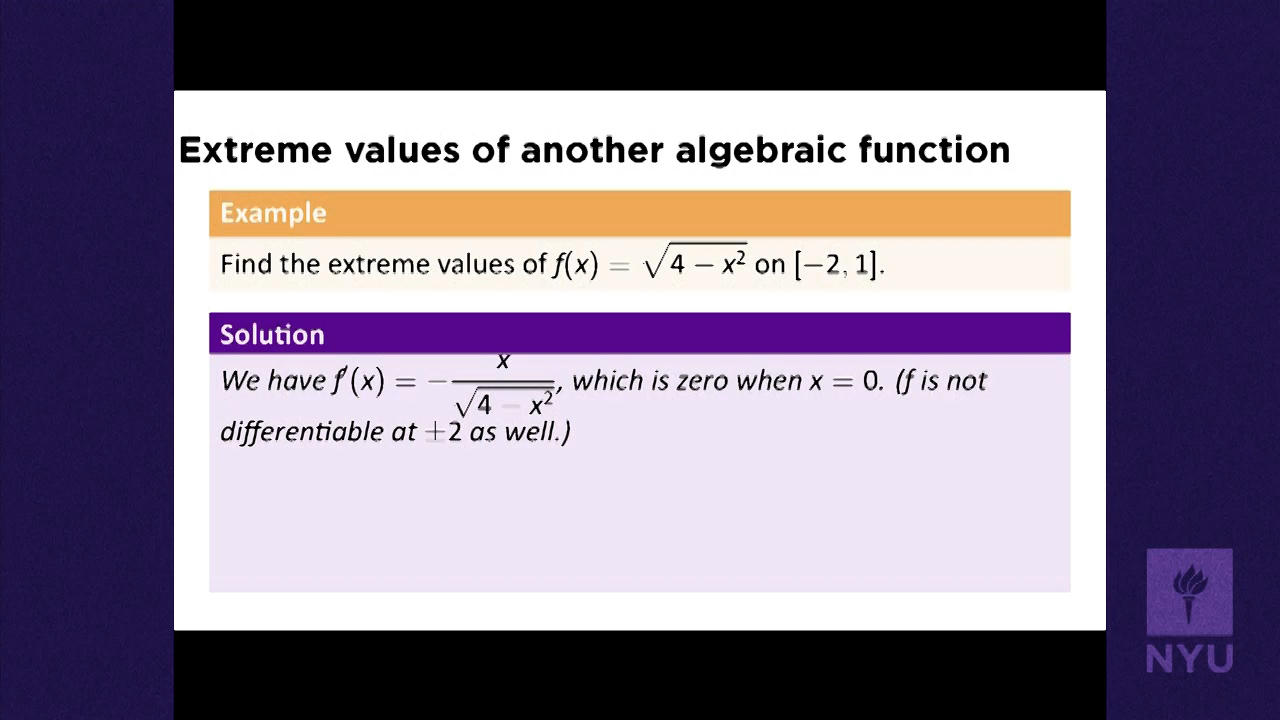 Extreme values of another algebraic function
Example
Find the extreme values of f(x) = √(4 − x²) on [−2, 1].
Solution
We have f′(x) = −x/√(4 − x²), which is zero when x = 0. (f is not
differentiable at ±2 as well.)
NYU